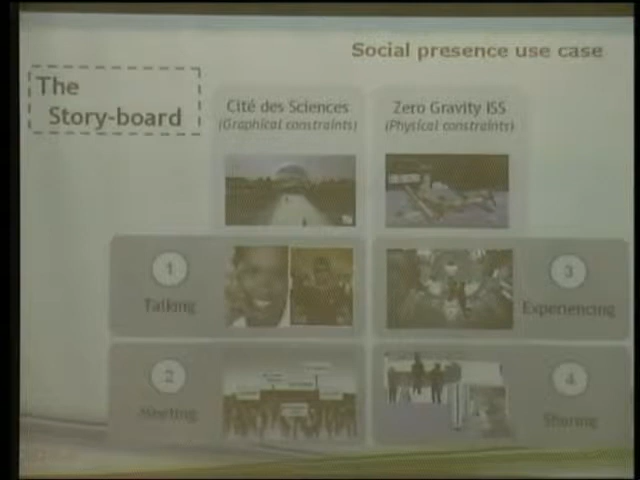 Social presence use case
The
Story-board
Cité des Sciences
(Graphical constraints)
Zero Gravity ISS
(Physical constraints)
1
Talking
3
Experiencing
2
Meeting
4
Sharing